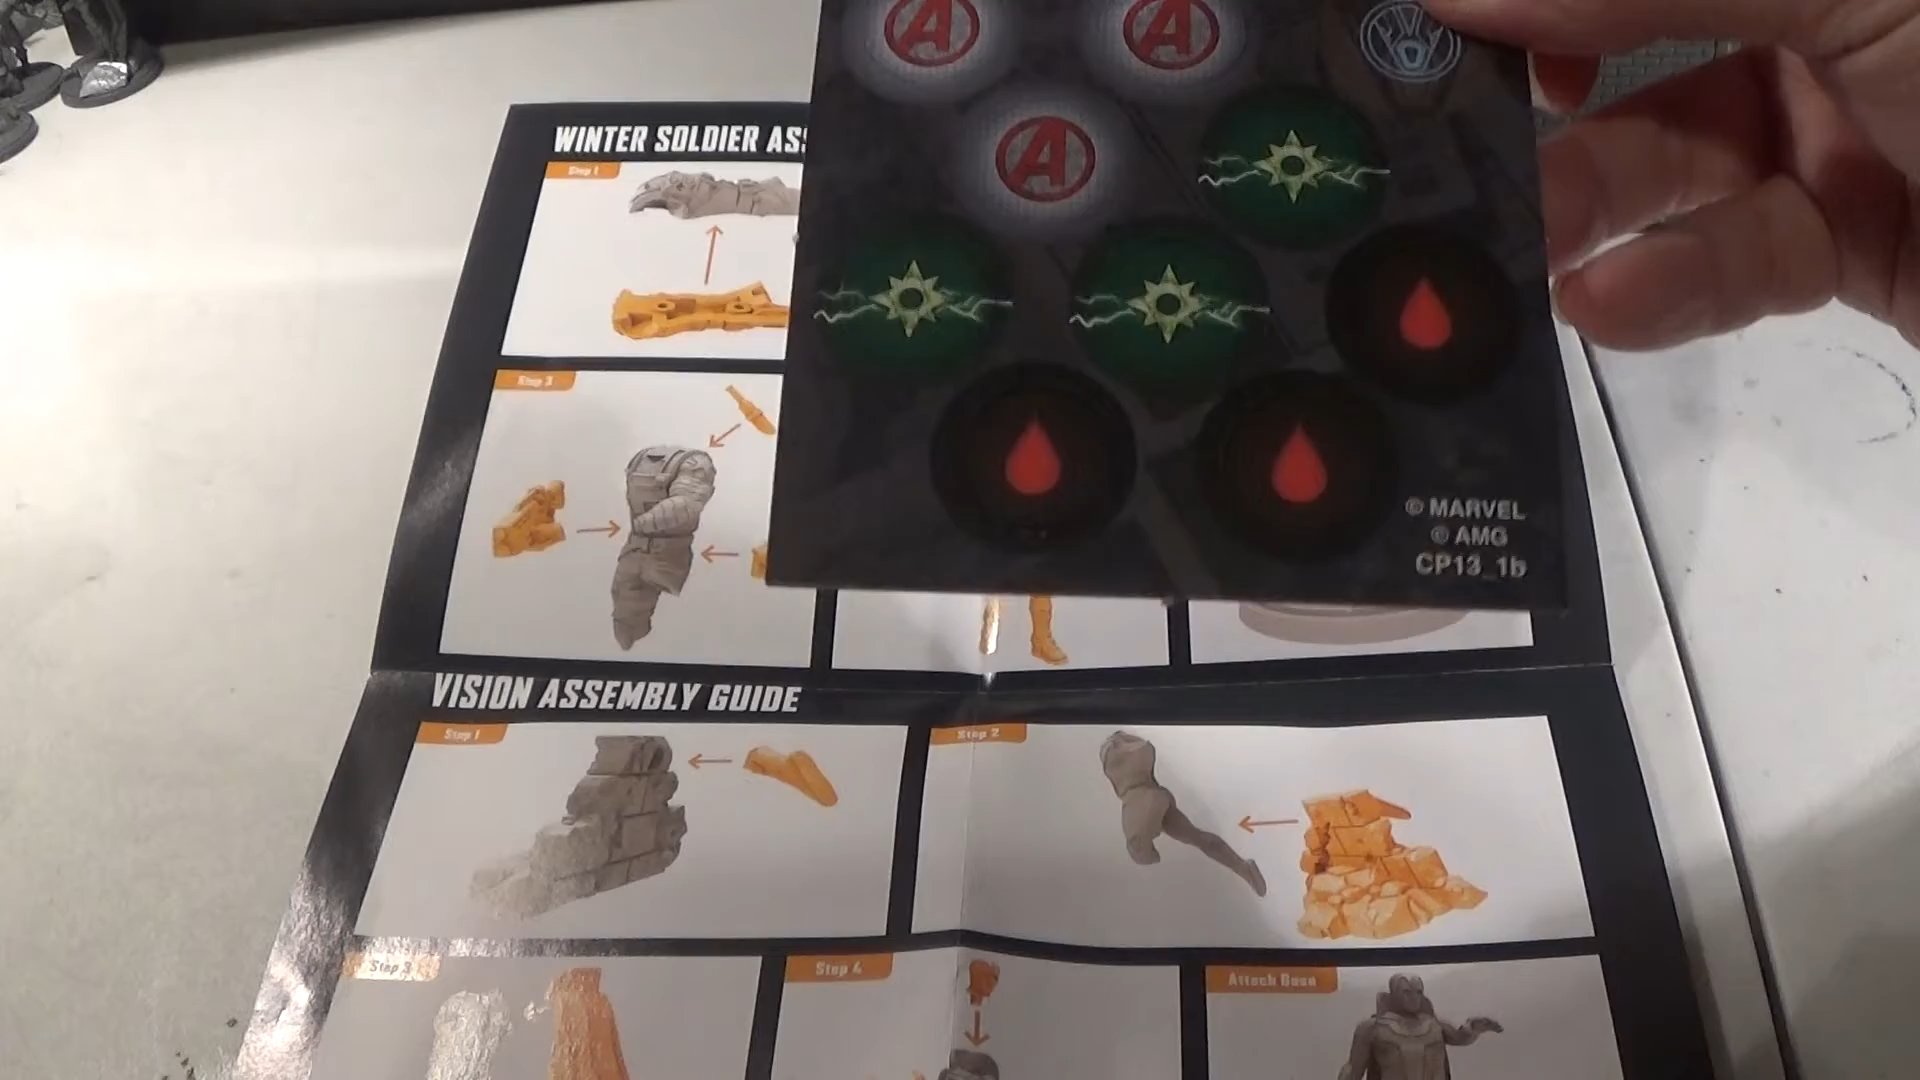 A
A
A
WINTER SOLDIER ASS
Step 1
Step 3
© MARVEL
© AMG
CP13_1b
VISION ASSEMBLY GUIDE
Step 1
Step 2
Step 3
Step 4
Attach Base